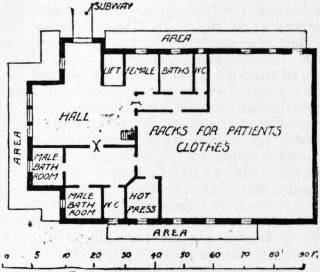 SUBWAY
AREA
LIFT
FEMALE
BATHS
W.C
HALL
RACKS FOR PATIENTS
CLOTHES
AREA
MALE
BATH
ROOM
MALE
BATH
ROOM
W C
HOT
PRESS
AREA
0 5 10 20 30 40 50 60 70 80 90 F.